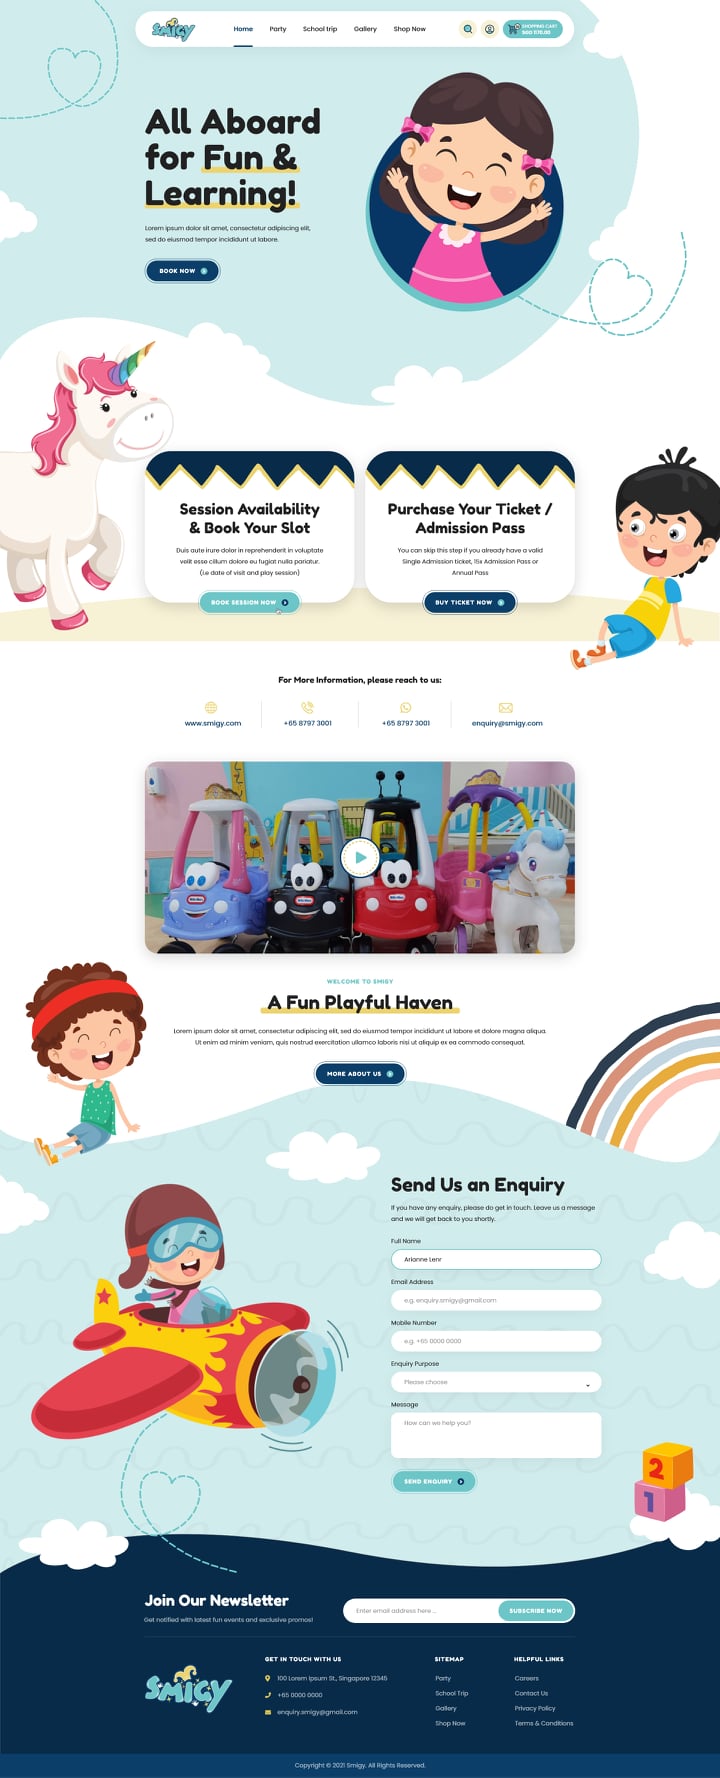 SMIGY
Home
Party
School trip
Gallery
Shop Now
SHOPPING CART
All Aboard
for Fun &
Learning!
Lorem ipsum dolor sit amet, consectetur adipiscing elit,
sed do eiusmod tempor incididunt ut labore.
BOOK NOW
Session Availability
& Book Your Slot
Duis aute irure dolor in reprehenderit in voluptate
velit esse cillum dolore eu fugiat nulla pariatur.
(i.e date of visit and play session)
BOOK SESSION NOW
Purchase Your Ticket /
Admission Pass
You can skip this step if you already have a valid
Single Admission ticket, 15x Admission Pass or
Annual Pass
BUY TICKET NOW
For More Information, please reach to us:
www.smigy.com
+65 8797 3001
+65 8797 3001
enquiry@smigy.com
WELCOME TO SMIGY
A Fun Playful Haven
Lorem ipsum dolor sit amet, consectetur adipiscing elit, sed do eiusmod tempor incididunt ut labore et dolore magna aliqua.
Ut enim ad minim veniam, quis nostrud exercitation ullamco laboris nisi ut aliquip ex ea commodo consequat.
MORE ABOUT US
Send Us an Enquiry
If you have any enquiry, please do get in touch. Leave us a message
and we will get back to you shortly.
Full Name
Arianne Lenr
Email Address
e.g. enquiry.smigy@gmail.com
Mobile Number
e.g. +65 0000 0000
Enquiry Purpose
Please choose
Message
How can we help you?
SEND ENQUIRY
2
1
Join Our Newsletter
Get notified with latest fun events and exclusive promos!
Enter email address here ...
SUBSCRIBE NOW
SMIGY
GET IN TOUCH WITH US
100 Lorem Ipsum St., Singapore 12345
+65 0000 0000
enquiry.smigy@gmail.com
SITEMAP
Party
School Trip
Gallery
Shop Now
HELPFUL LINKS
Careers
Contact Us
Privacy Policy
Terms & Conditions
Copyright © 2021 Smigy. All Rights Reserved.